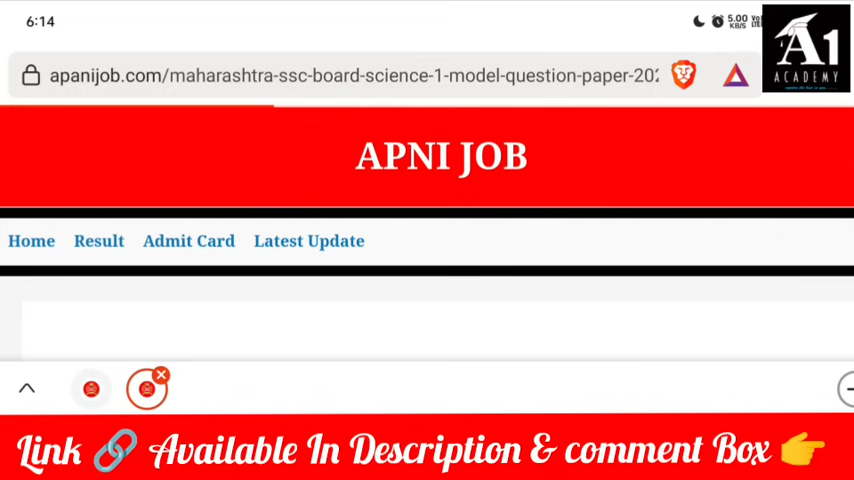 6:14
5.00
KB/S
A1
ACADEMY
apanijob.com/maharashtra-ssc-board-science-1-model-question-paper-202
APNI JOB
Home Result Admit Card Latest Update
Link Available In Description & comment Box